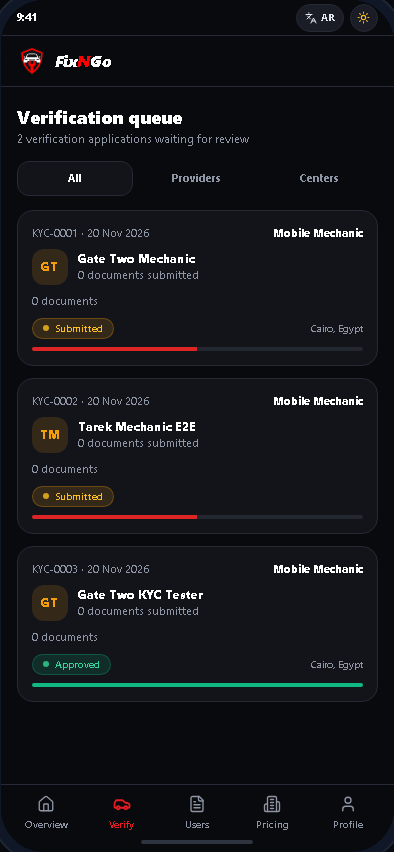 9:41
AR
FixNGo
Verification queue
2 verification applications waiting for review
All
Providers
Centers
KYC-0001 · 20 Nov 2026
Mobile Mechanic
GT
Gate Two Mechanic
0 documents submitted
0 documents
Submitted
Cairo, Egypt
KYC-0002 · 20 Nov 2026
Mobile Mechanic
TM
Tarek Mechanic E2E
0 documents submitted
0 documents
Submitted
KYC-0003 · 20 Nov 2026
Mobile Mechanic
GT
Gate Two KYC Tester
0 documents submitted
0 documents
Approved
Cairo, Egypt
Overview
Verify
Users
Pricing
Profile